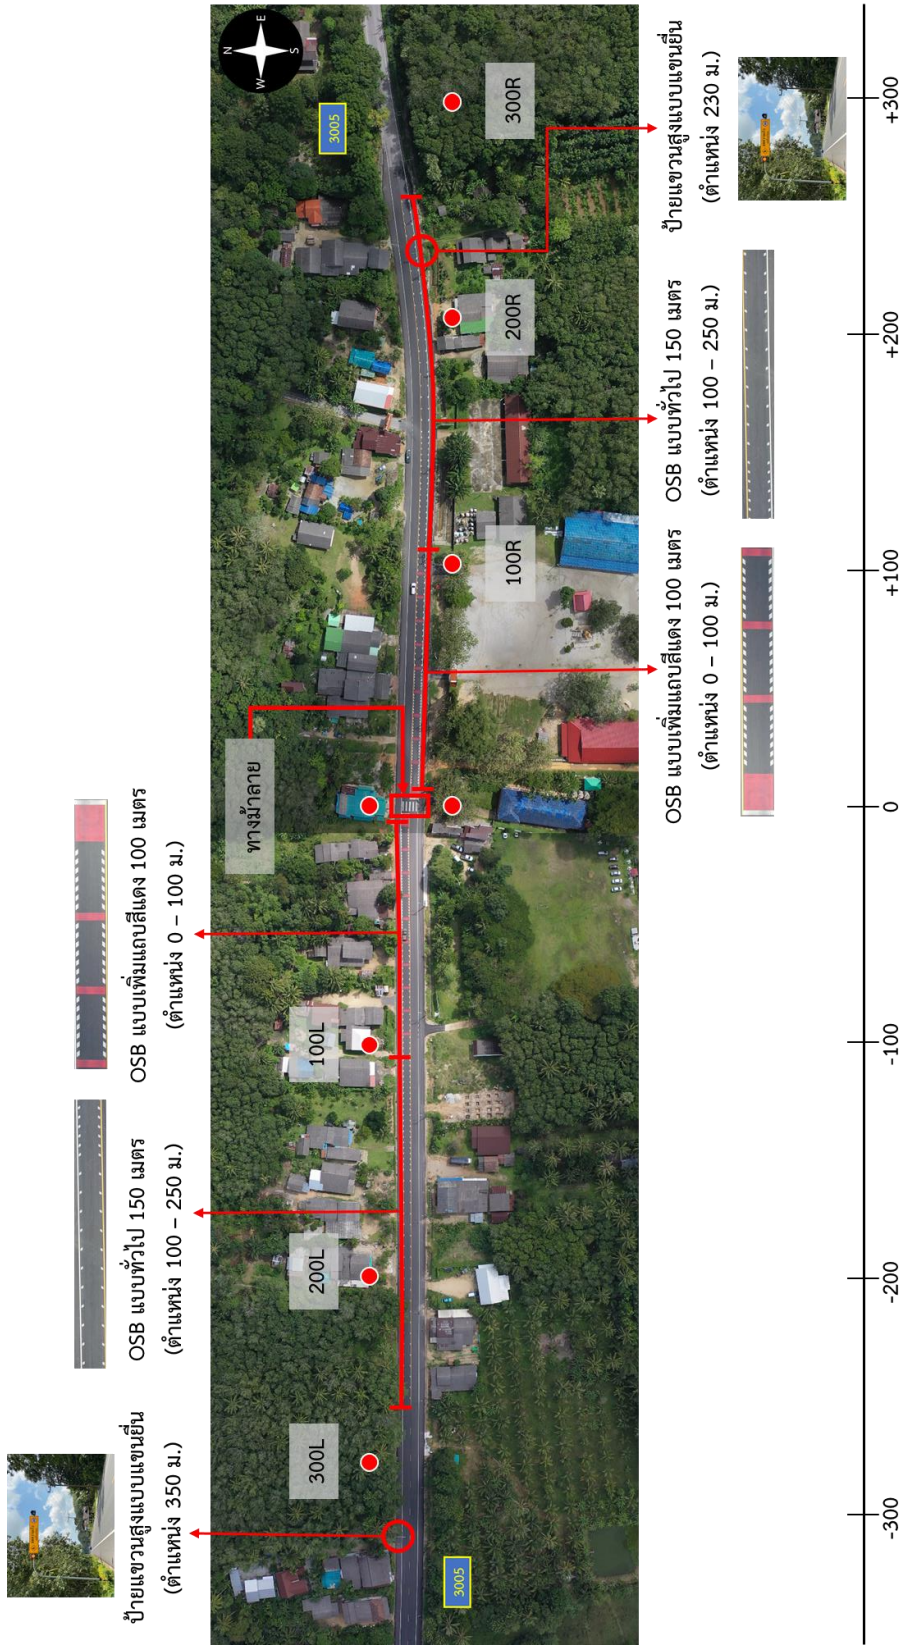 ป้ายแขวนสูงแบบแขนยื่น
(ตำแหน่ง 350 ม.)
OSB แบบทั่วไป 150 เมตร
(ตำแหน่ง 100 – 250 ม.)
OSB แบบเพิ่มแถบสีแดง 100 เมตร
(ตำแหน่ง 0 – 100 ม.)
N
E
S
W
ทางม้าลาย
3005
300L
200L
100L
3005
100R
200R
300R
OSB แบบเพิ่มแถบสีแดง 100 เมตร
(ตำแหน่ง 0 – 100 ม.)
OSB แบบทั่วไป 150 เมตร
(ตำแหน่ง 100 – 250 ม.)
ป้ายแขวนสูงแบบแขนยื่น
(ตำแหน่ง 230 ม.)
-300
-200
-100
0
+100
+200
+300